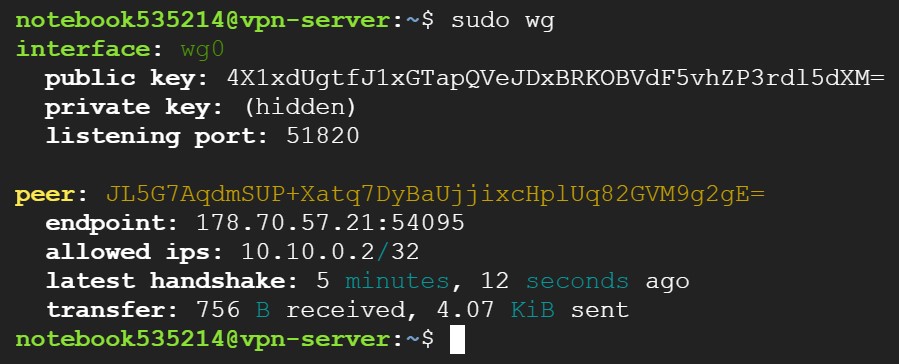 notebook535214@vpn-server:~$ sudo wg
interface: wg0
public key: 4X1xdUgtfJ1xGTapQVeJDxBRKOBVdF5vhZP3rdl5dXM=
private key: (hidden)
listening port: 51820
peer: JL5G7AqdmSUP+Xatq7DyBaUjjixcHplUq82GVM9g2gE=
endpoint: 178.70.57.21:54095
allowed ips: 10.10.0.2/32
latest handshake: 5 minutes, 12 seconds ago
transfer: 756 B received, 4.07 KiB sent
notebook535214@vpn-server:~$